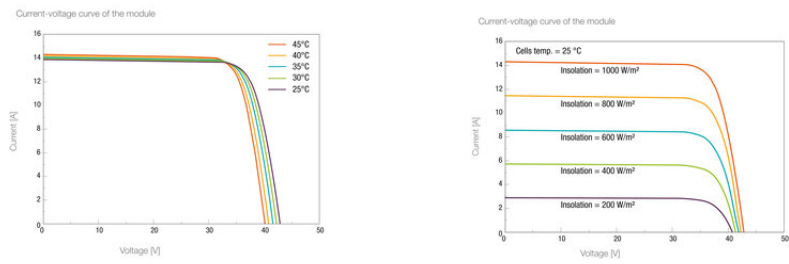 Current-voltage curve of the module
16
14
12
10
8
6
4
2
0
Current [A]
0
10
20
30
40
50
Voltage [V]
45°C
40°C
35°C
30°C
25°C
Current-voltage curve of the module
16
14
12
10
8
6
4
2
0
Current [A]
0
10
20
30
40
50
Voltage [V]
Cells temp. = 25 °C
Insolation = 1000 W/m²
Insolation = 800 W/m²
Insolation = 600 W/m²
Insolation = 400 W/m²
Insolation = 200 W/m²